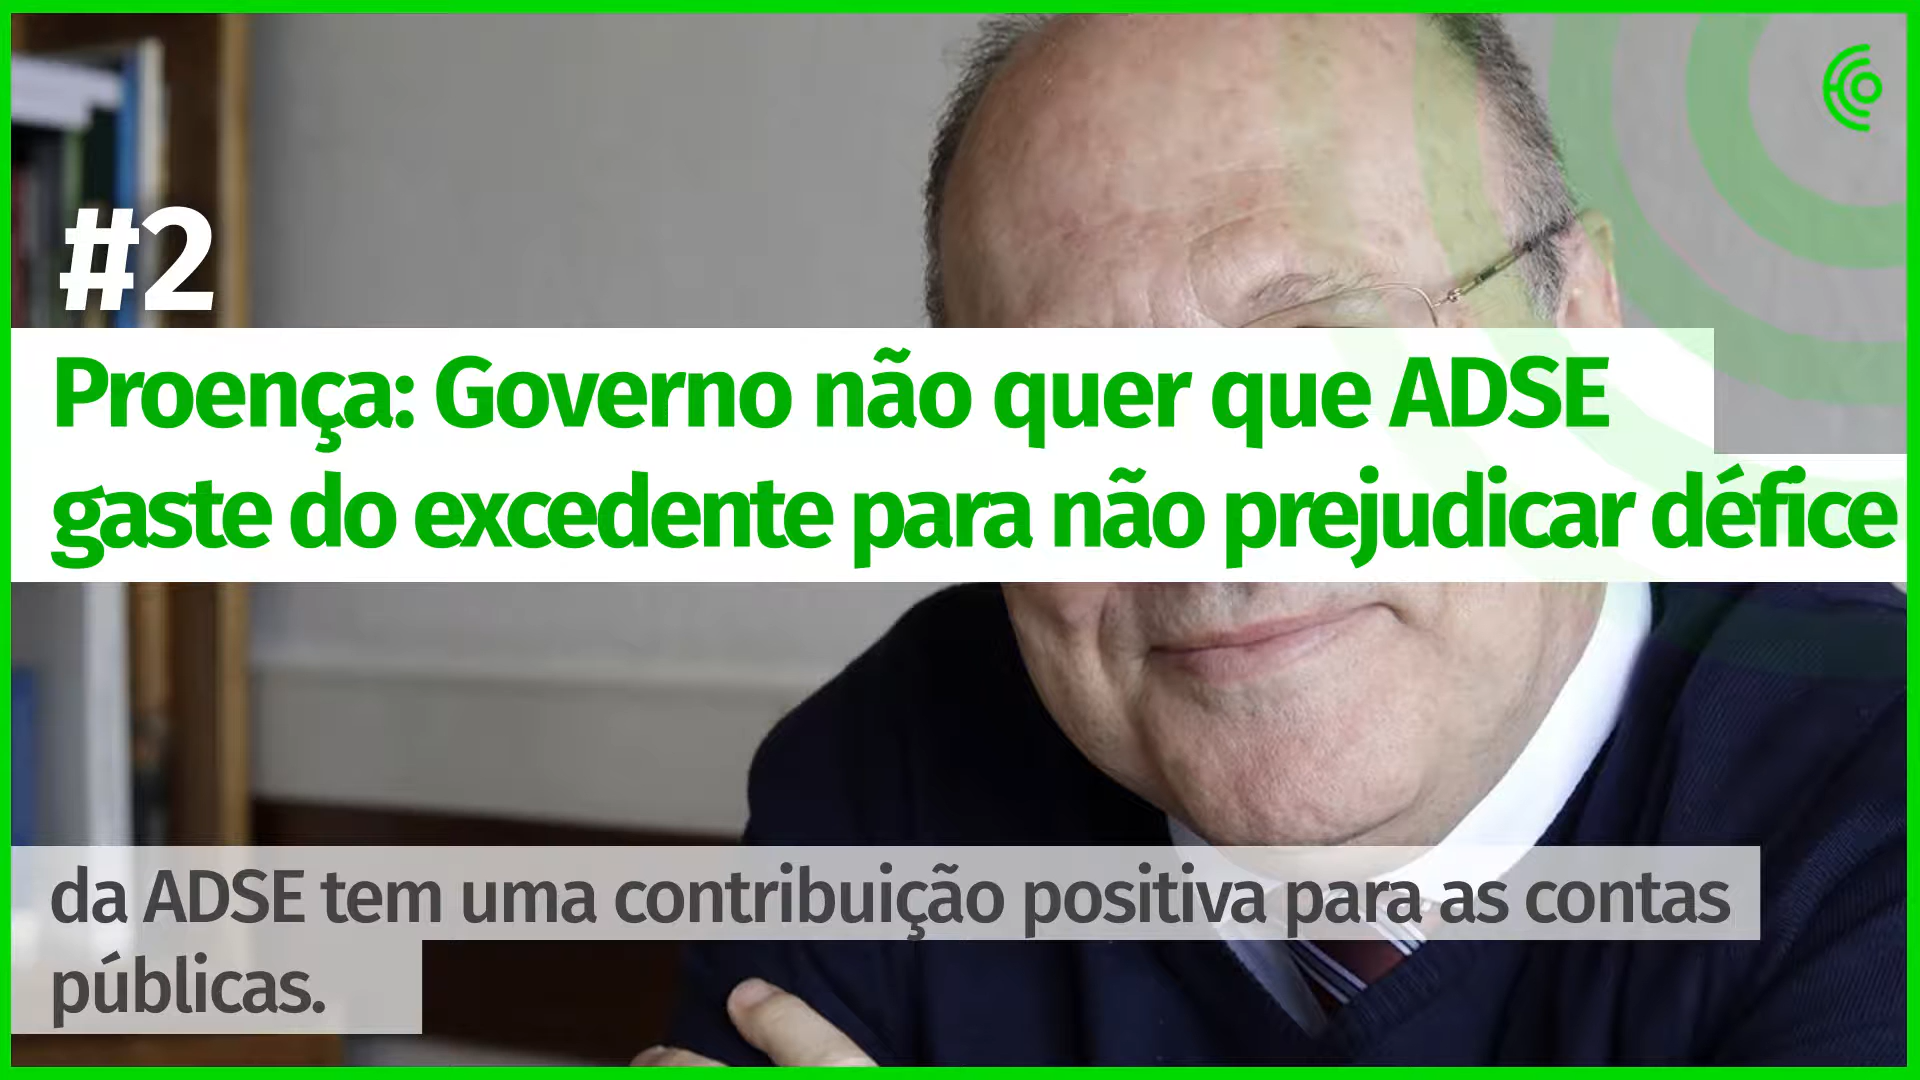 #2
Proença: Governo não quer que ADSE
gaste do excedente para não prejudicar défice
da ADSE tem uma contribuição positiva para as contas
públicas.